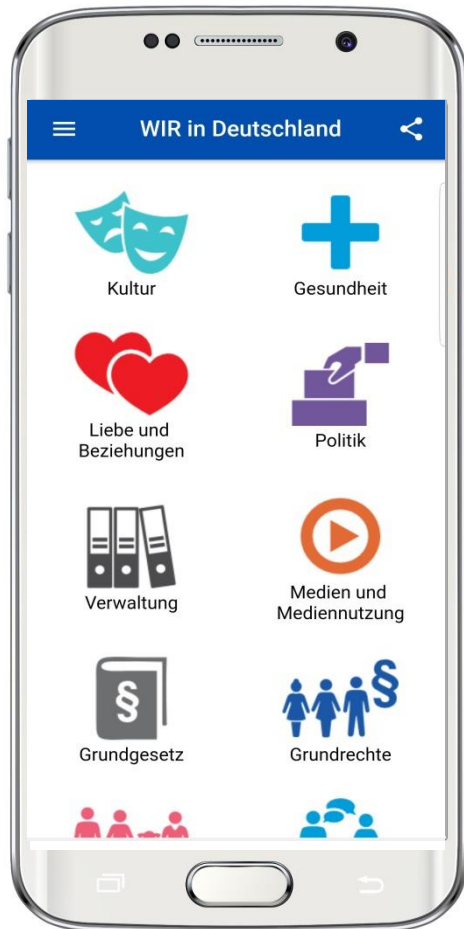 WIR in Deutschland
Kultur
Gesundheit
Liebe und
Beziehungen
Politik
Verwaltung
Medien und
Mediennutzung
§
Grundgesetz
§
Grundrechte